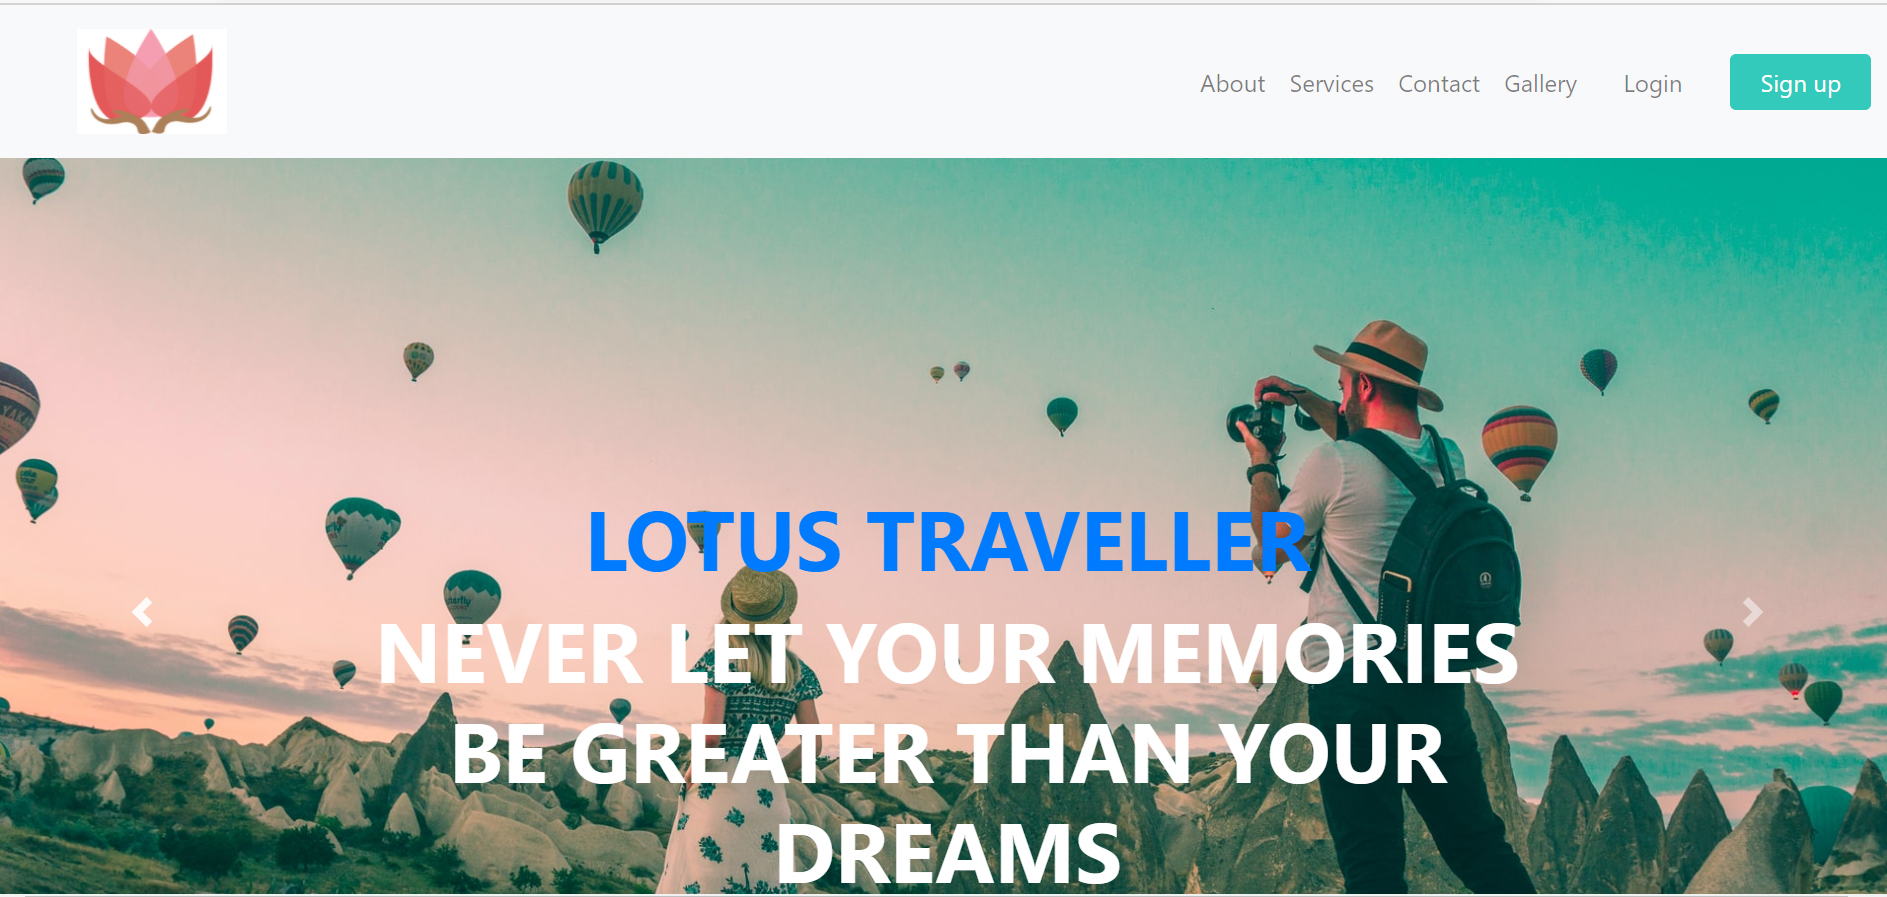 About Services Contact Gallery Login Sign up
LOTUS TRAVELLER
NEVER LET YOUR MEMORIES
BE GREATER THAN YOUR
DREAMS